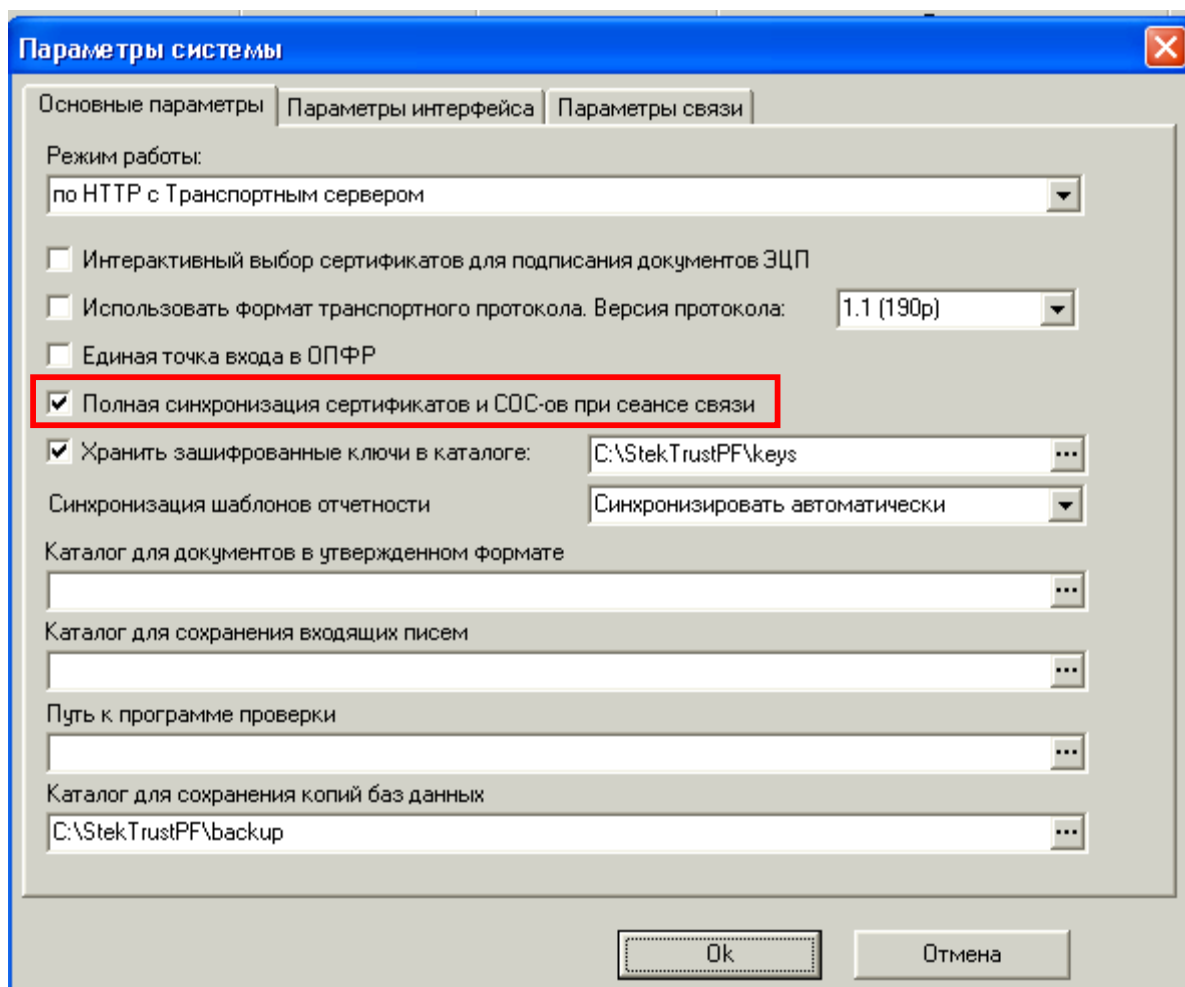 Параметры системы
Основные параметры Параметры интерфейса Параметры связи
Режим работы:
по HTTP с Транспортным сервером
Интерактивный выбор сертификатов для подписания документов ЭЦП
Использовать формат транспортного протокола. Версия протокола: 1.1 (190р)
Единая точка входа в ОПФР
Полная синхронизация сертификатов и СОС-ов при сеансе связи
Хранить зашифрованные ключи в каталоге: C:\StekTrustPF\keys
Синхронизация шаблонов отчетности Синхронизировать автоматически
Каталог для документов в утвержденном формате
Каталог для сохранения входящих писем
Путь к программе проверки
Каталог для сохранения копий баз данных
C:\StekTrustPF\backup
Ok Отмена